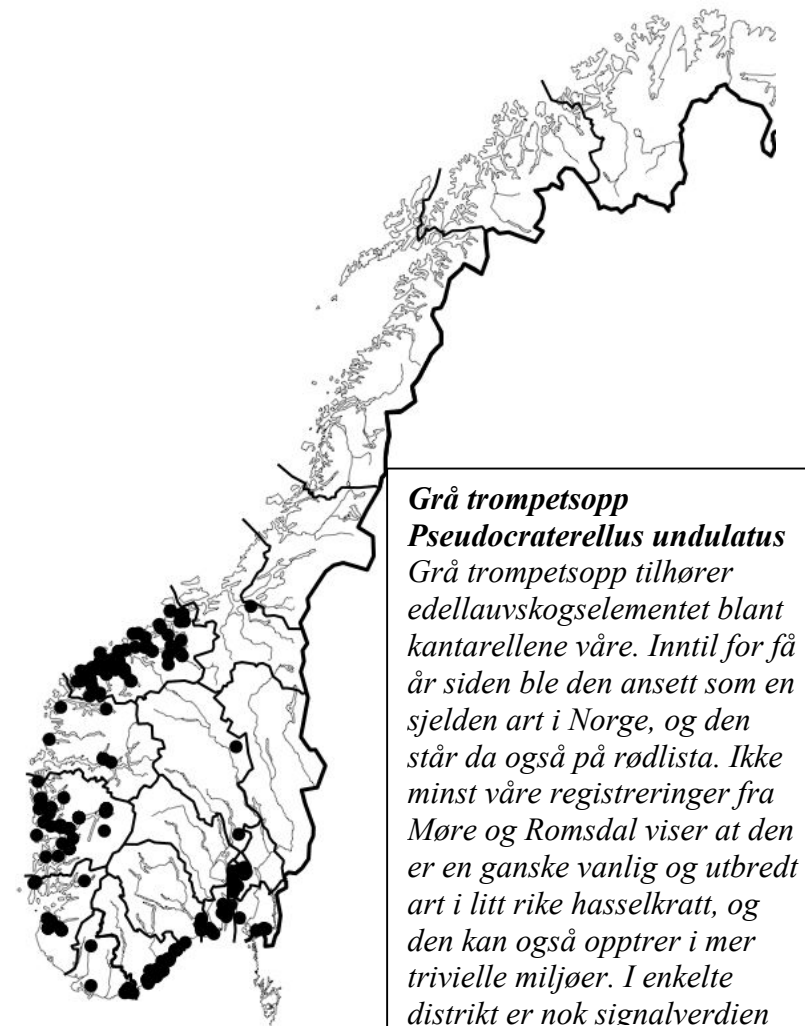 Grå trompetsopp
Pseudocraterellus undulatus
Grå trompetsopp tilhører
edellauvskogselementet blant
kantarellene våre. Inntil for få
år siden ble den ansett som en
sjelden art i Norge, og den
står da også på rødlista. Ikke
minst våre registreringer fra
Møre og Romsdal viser at den
er en ganske vanlig og utbredt
art i litt rike hasselkratt, og
den kan også opptrer i mer
trivielle miljøer. I enkelte
distrikt er nok signalverdien